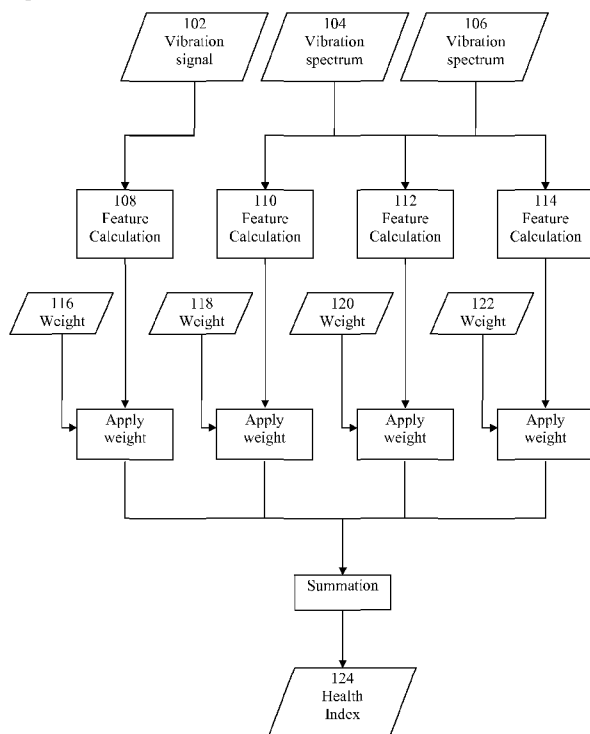 102
Vibration
signal
104
Vibration
spectrum
106
Vibration
spectrum
108
Feature
Calculation
110
Feature
Calculation
112
Feature
Calculation
114
Feature
Calculation
116
Weight
118
Weight
120
Weight
122
Weight
Apply
weight
Apply
weight
Apply
weight
Apply
weight
Summation
124
Health
Index